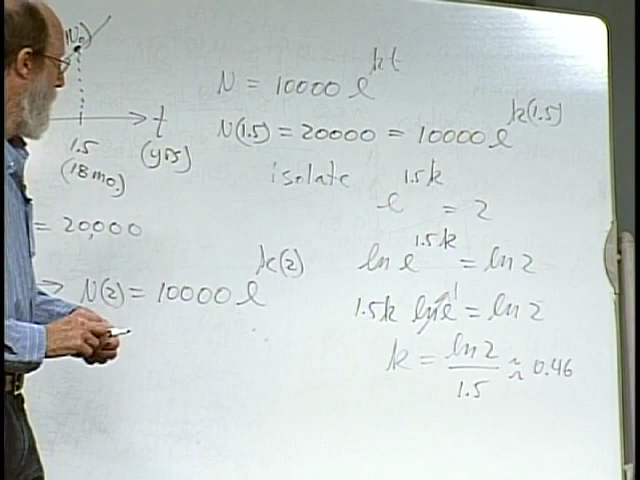 N₀)
t
1.5
(yrs)
(18 mo.)
= 20,000
⇒ N(2) = 10000 e^k(2)
N = 10000 e^kt
N(1.5) = 20000 = 10000 e^k(1.5)
isolate e^1.5k = 2
ln e^1.5k = ln 2
1.5k ln e 1 = ln 2
k = ln 2 / 1.5 ≈ 0.46